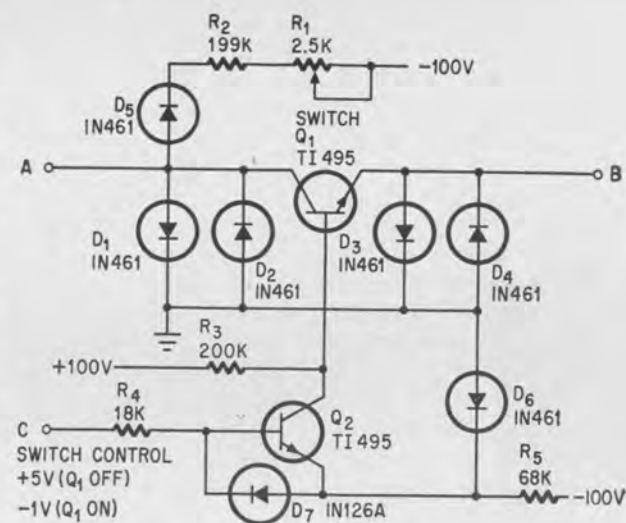 R2
199K
R1
2.5K
-100V
D5
IN461
SWITCH
Q1
TI 495
A
B
D1
IN461
D2
IN461
D3
IN461
D4
IN461
R3
200K
+100V
R4
18K
C
Q2
TI 495
D6
IN461
SWITCH CONTROL
+5V (Q1 OFF)
-1V (Q1 ON)
D7
IN126A
R5
68K
-100V